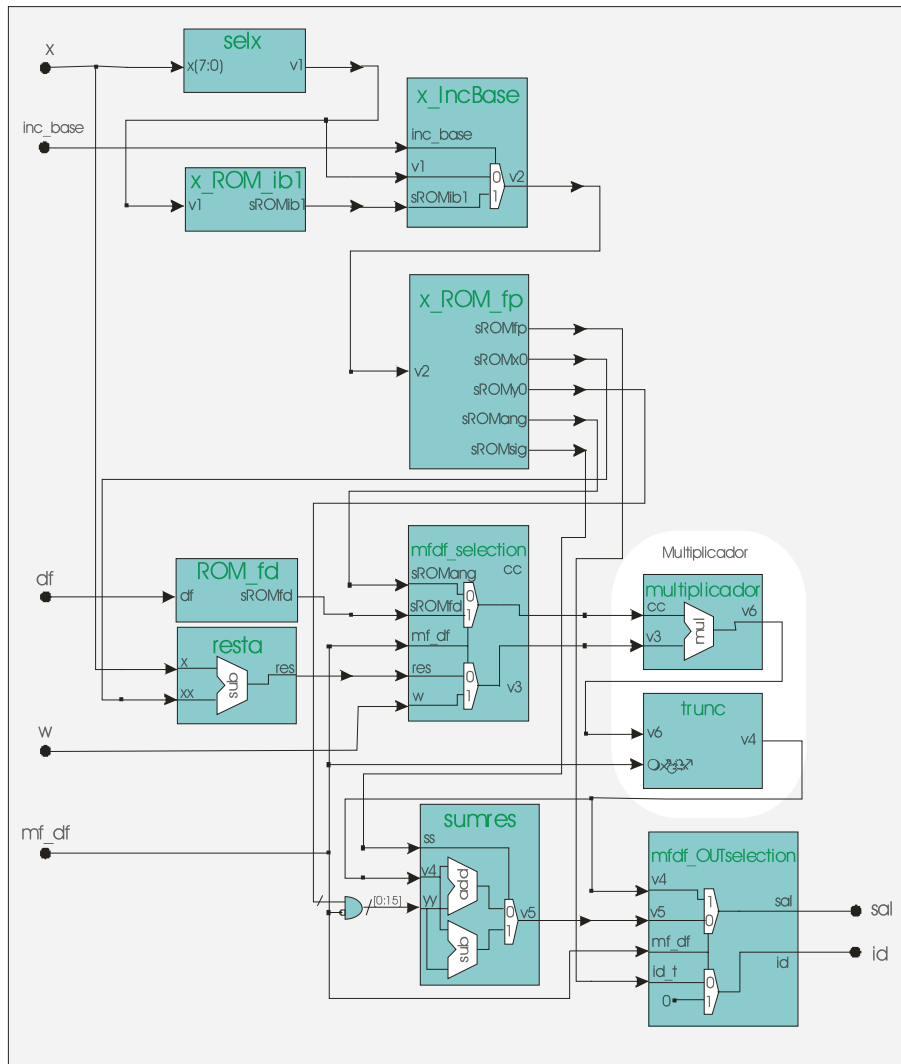 x
selx
x(7:0)
v1
x_IncBase
inc_base
inc_base
v1
0
1
v2
sROMib1
x_ROM_ib1
v1
sROMib1
x_ROM_fp
sROMfp
sROMx0
sROMy0
sROMang
sROMsig
v2
mfdf_selection
cc
sROMang
0
sROMfd
1
mf_df
res
0
w
1
v3
df
ROM_fd
df
sROMfd
resta
x
xx
sub
res
w
Multiplicador
multiplicador
cc
v3
mul
v6
trunc
v6
v4
mf_df
sumres
ss
v4
yy
add
sub
0
1
v5
[0:15]
mfdf_OUTselection
v4
v5
1
0
sal
mf_df
id_t
0
0
1
id
sal
id